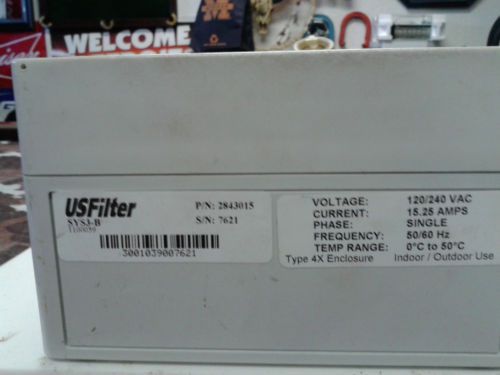 WELCOME
USFilter
SYS3-B
P/N: 2843015
S/N: 7621
3001039007621
VOLTAGE: 120/240 VAC
CURRENT: 15.25 AMPS
PHASE: SINGLE
FREQUENCY: 50/60 Hz
TEMP RANGE: 0°C to 50°C
Type 4X Enclosure Indoor / Outdoor Use